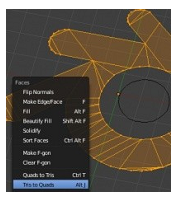 Faces
Flip Normals
Make Edge/Face F
Fill Alt F
Beautify Fill Shift Alt F
Solidify
Sort Faces Ctrl Alt F
Make F-gon
Clear F-gon
Quads to Tris Ctrl T
Tris to Quads Alt J